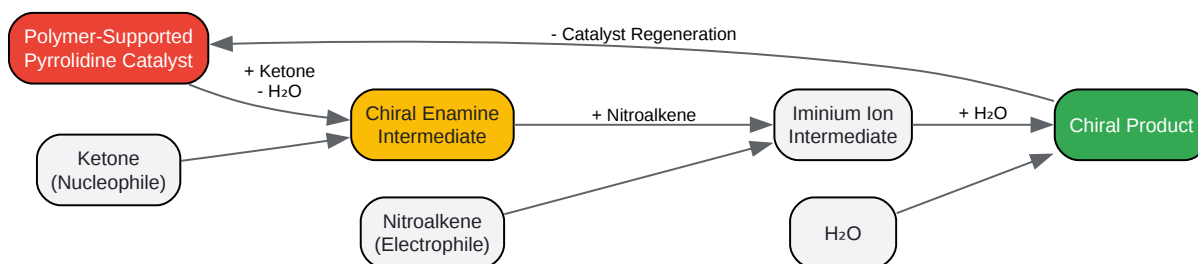 Polymer-Supported
Pyrrolidine Catalyst
- Catalyst Regeneration
+ Ketone
- H₂O
Chiral Enamine
Intermediate
+ Nitroalkene
Iminium Ion
Intermediate
+ H₂O
Chiral Product
Ketone
(Nucleophile)
Nitroalkene
(Electrophile)
H₂O